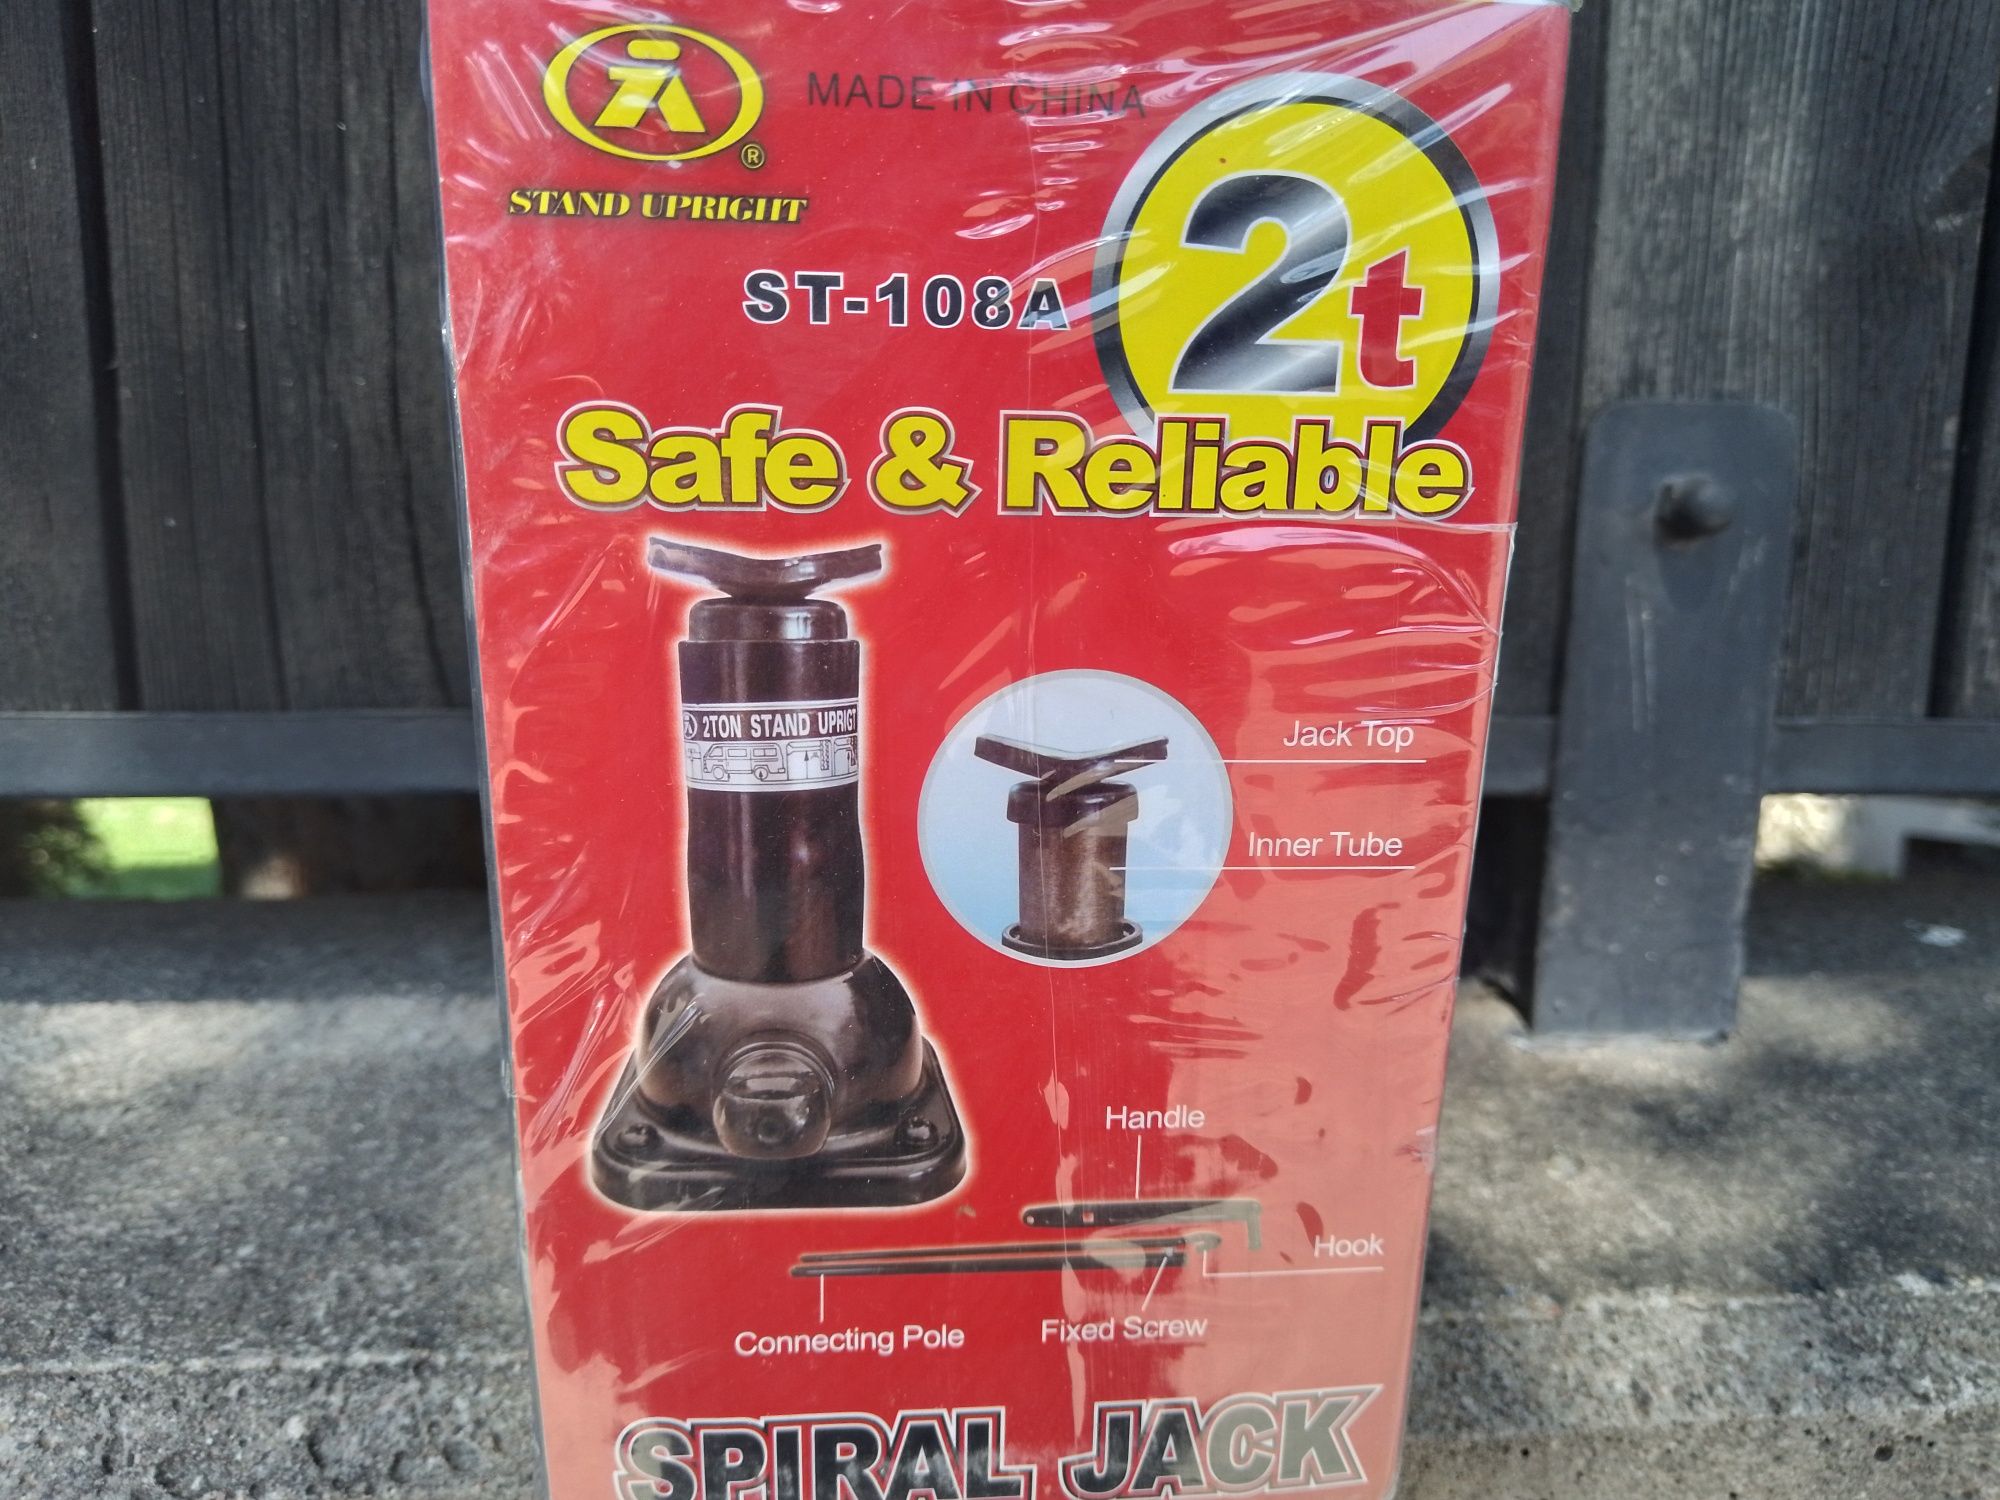 MADE IN CHINA
®
STAND UPRIGHT
ST-108A
2t
Safe & Reliable
2TON STAND UPRIGT
Jack Top
Inner Tube
Handle
Hook
Connecting Pole
Fixed Screw
SPIRAL JACK